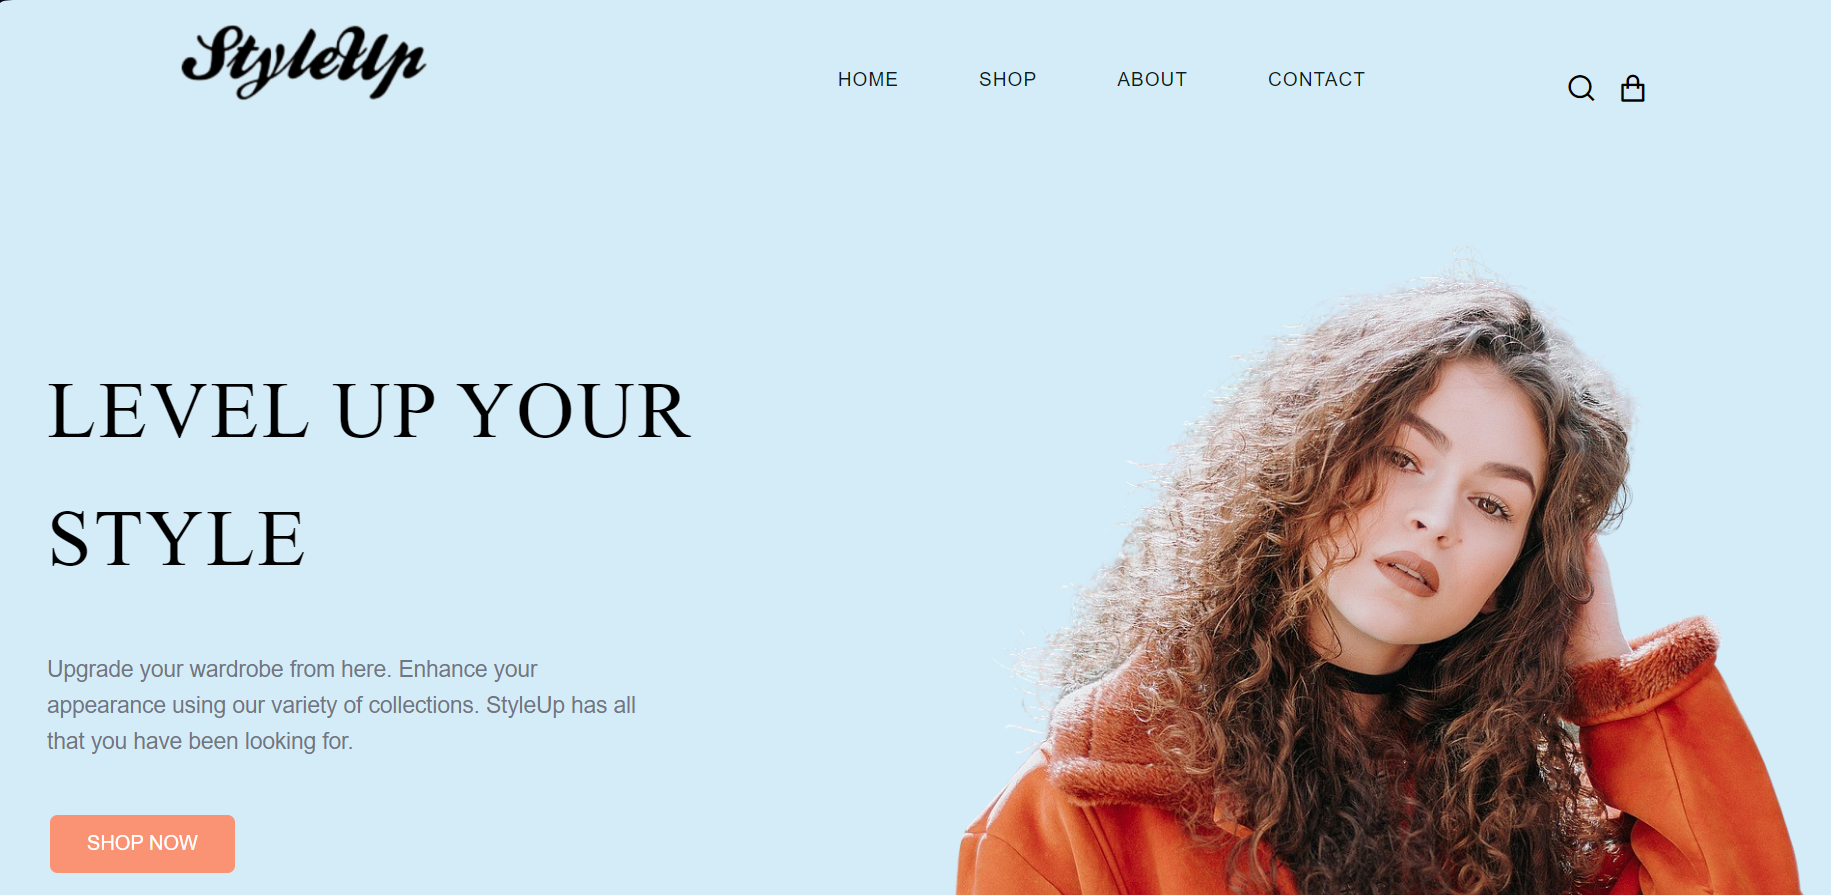 StyleUp
HOME SHOP ABOUT CONTACT
LEVEL UP YOUR
STYLE
Upgrade your wardrobe from here. Enhance your
appearance using our variety of collections. StyleUp has all
that you have been looking for.
SHOP NOW